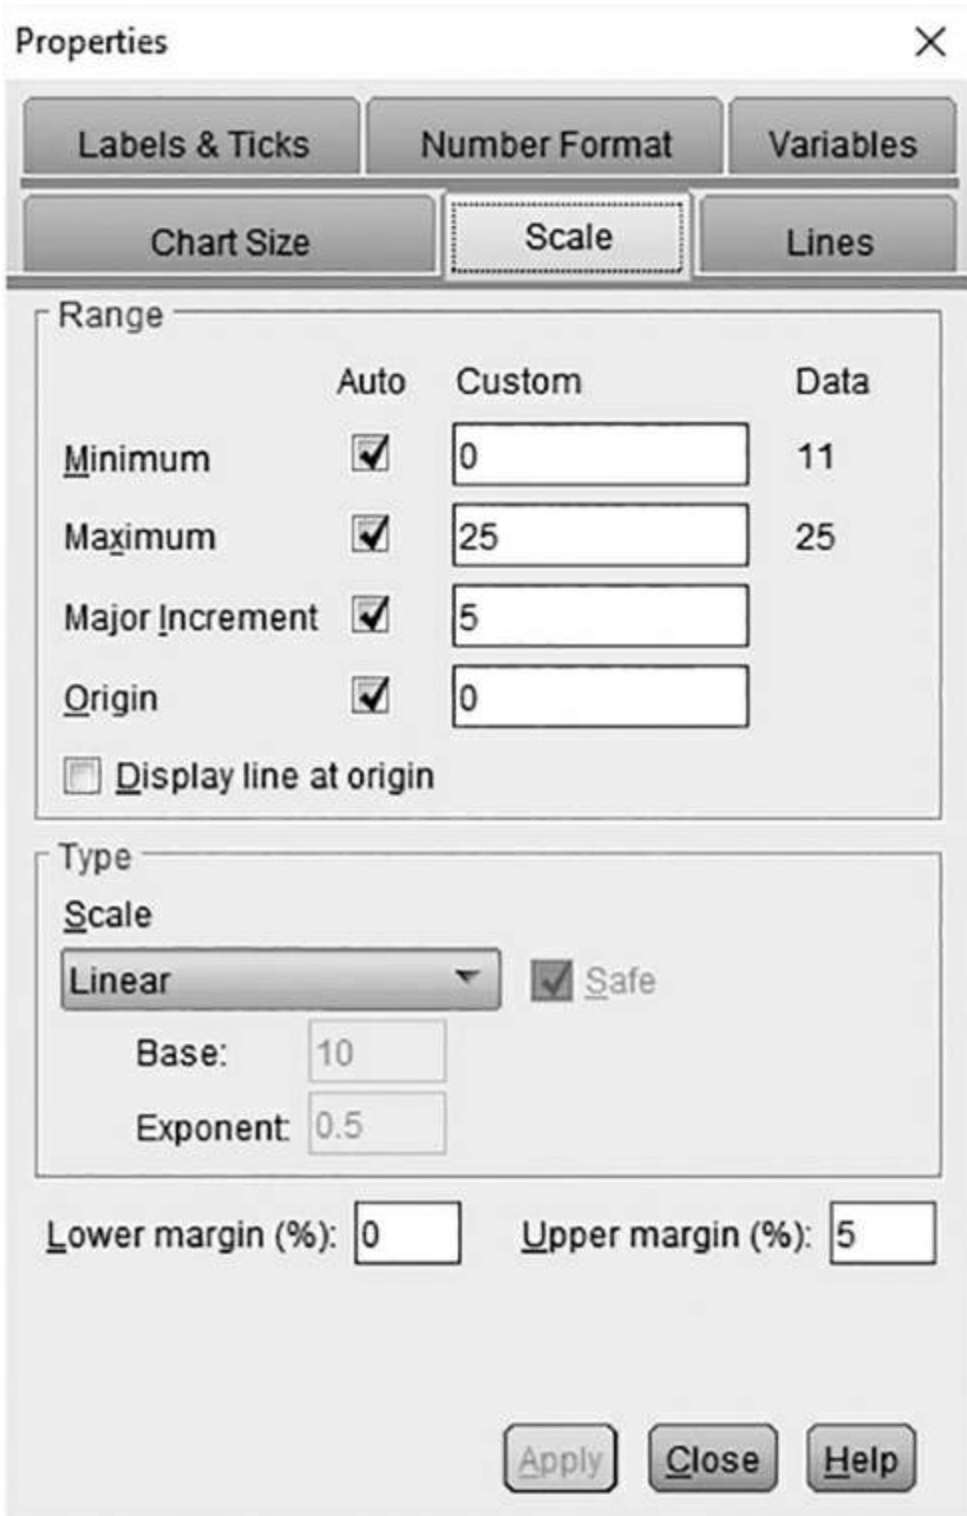 Properties
Labels & Ticks Number Format Variables
Chart Size Scale Lines
Range
Auto Custom Data
Minimum 0 11
Maximum 25 25
Major Increment 5
Origin 0
Display line at origin
Type
Scale
Linear Safe
Base: 10
Exponent: 0.5
Lower margin (%): 0 Upper margin (%): 5
Apply Close Help